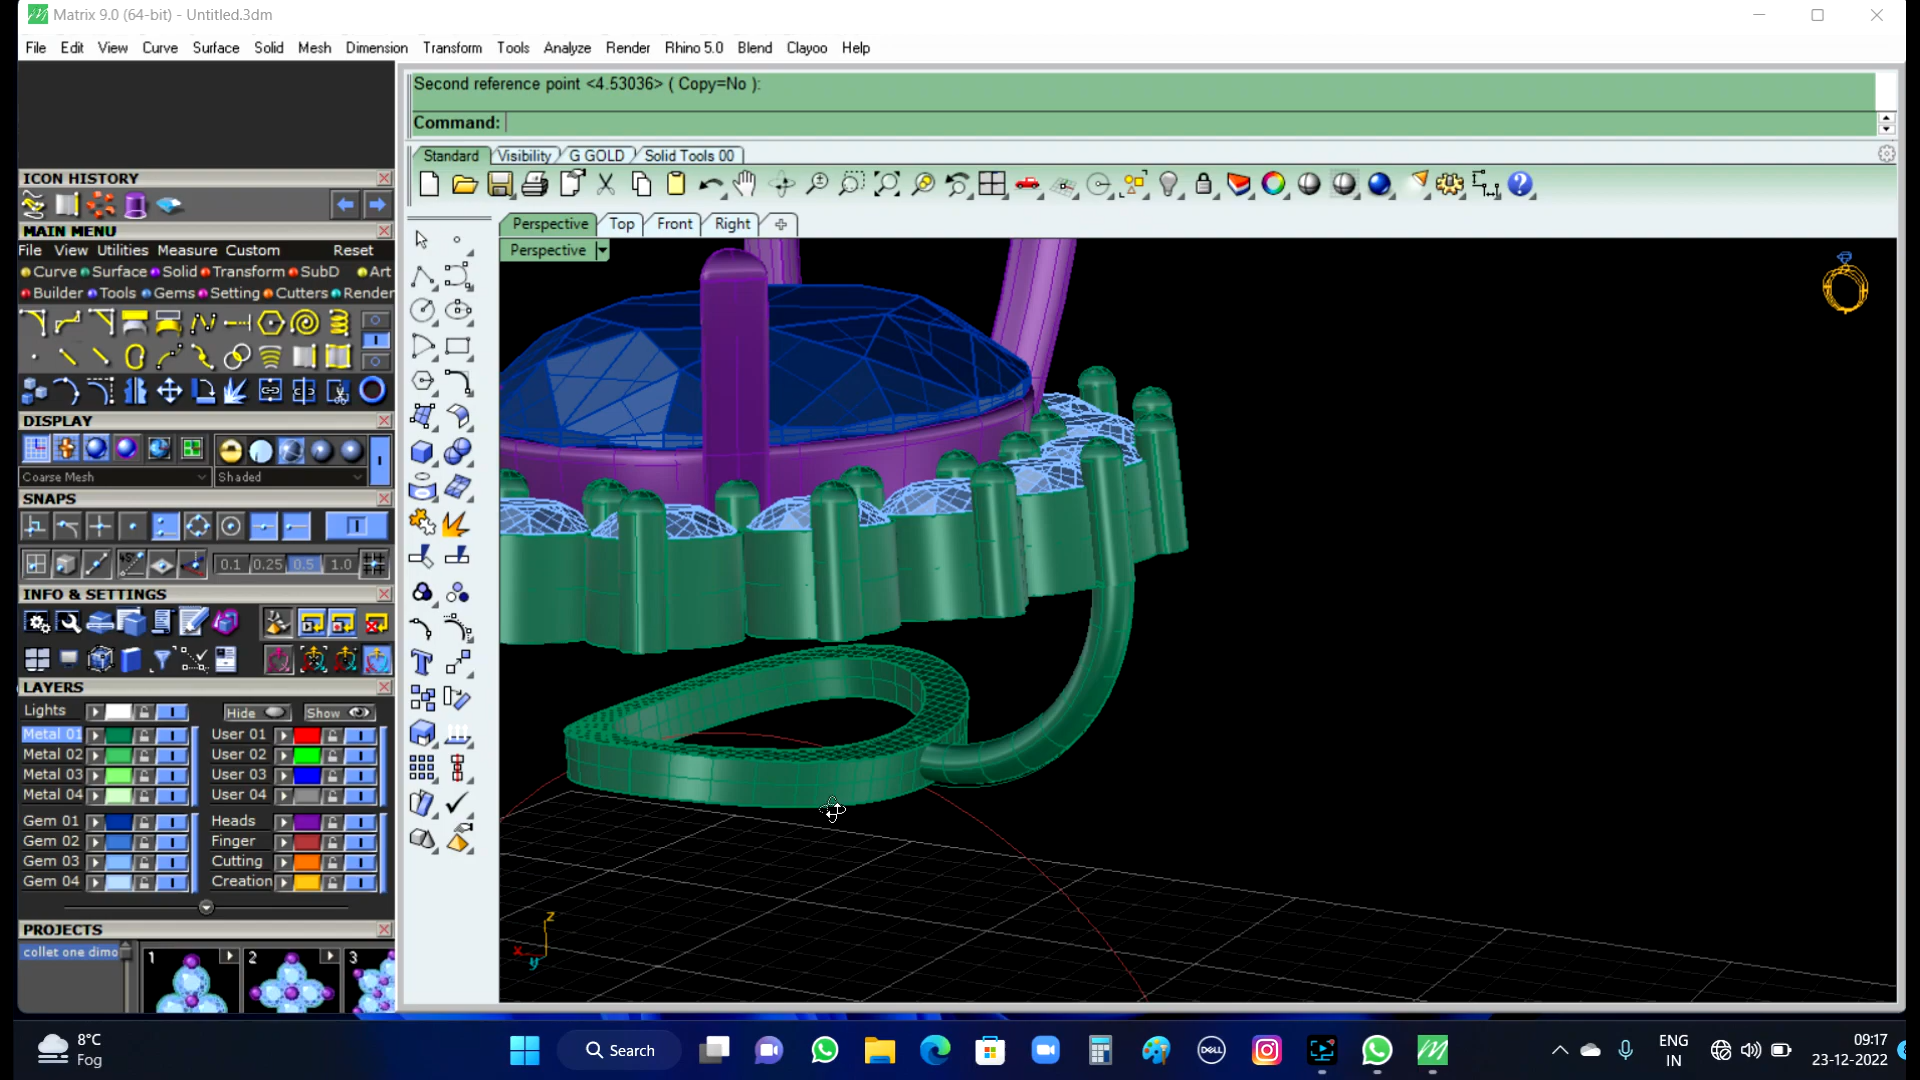 Matrix 9.0 (64-bit) - Untitled.3dm
File Edit View Curve Surface Solid Mesh Dimension Transform Tools Analyze Render Rhino 5.0 Blend Clayoo Help
Second reference point <4.53036> ( Copy=No ):
Command:
Standard Visibility G GOLD Solid Tools 00
Perspective Top Front Right
Perspective
ICON HISTORY
MAIN MENU
File View Utilities Measure Custom Reset
Curve Surface Solid Transform SubD Art
Builder Tools Gems Setting Cutters Render
DISPLAY
Coarse Mesh Shaded
SNAPS
0.1 0.25 0.5 1.0
INFO & SETTINGS
LAYERS
Lights Hide Show
Metal 01 User 01
Metal 02 User 02
Metal 03 User 03
Metal 04 User 04
Gem 01 Heads
Gem 02 Finger
Gem 03 Cutting
Gem 04 Creation
PROJECTS
collet one dimo
1 2 3
z
x
y
8°C
Fog
Search
DELL
ENG
IN
09:17
23-12-2022